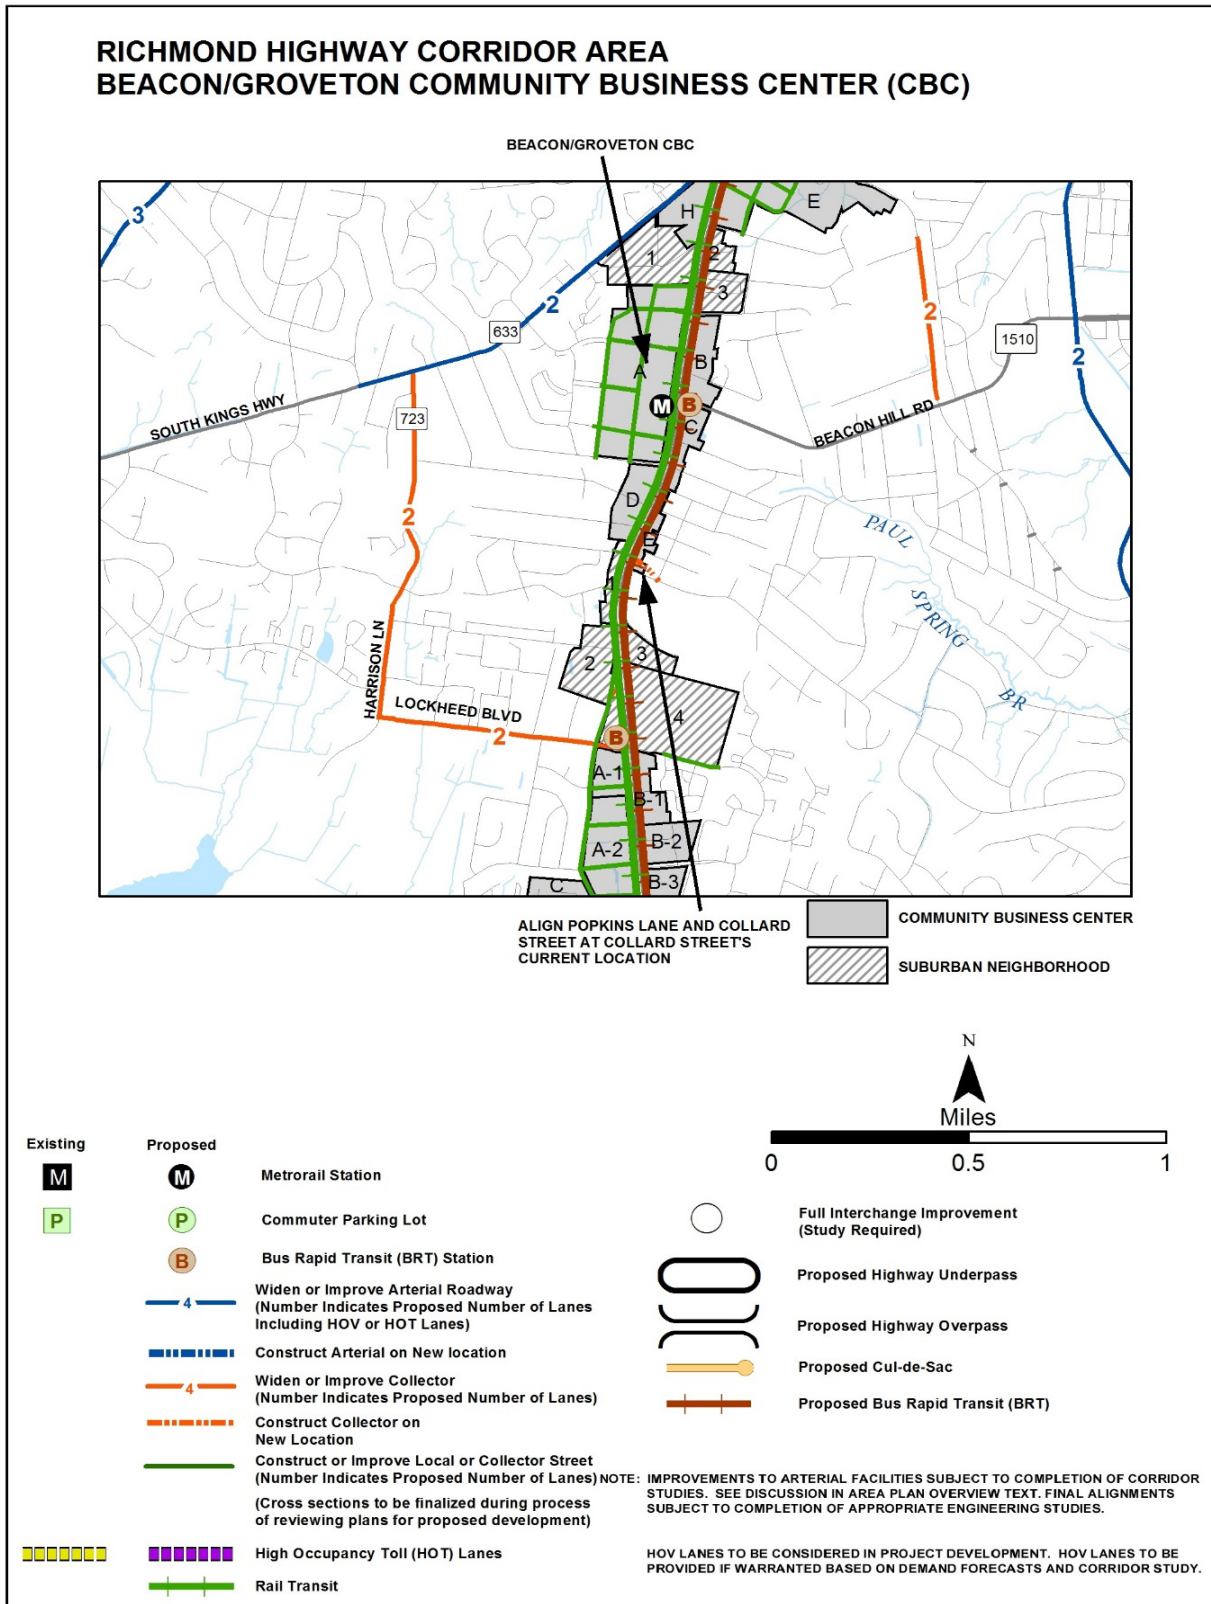 RICHMOND HIGHWAY CORRIDOR AREA
BEACON/GROVETON COMMUNITY BUSINESS CENTER (CBC)
BEACON/GROVETON CBC
3
H
E
1
2
2
3
2
633
1510
2
A
B
SOUTH KINGS HWY
723
M
B
C
BEACON HILL RD
D
2
PAUL
E
1
SPRING
2
3
BR
HARRISON LN
LOCKHEED BLVD
2
4
B
A-1
B-1
A-2
B-2
C
B-3
ALIGN POPKINS LANE AND COLLARD
STREET AT COLLARD STREET'S
CURRENT LOCATION
COMMUNITY BUSINESS CENTER
SUBURBAN NEIGHBORHOOD
N
Miles
0 0.5 1
Existing Proposed
M M Metrorail Station
P P Commuter Parking Lot
B Bus Rapid Transit (BRT) Station
4 Widen or Improve Arterial Roadway
(Number Indicates Proposed Number of Lanes
Including HOV or HOT Lanes)
Construct Arterial on New location
4 Widen or Improve Collector
(Number Indicates Proposed Number of Lanes)
Construct Collector on
New Location
Construct or Improve Local or Collector Street
(Number Indicates Proposed Number of Lanes)
(Cross sections to be finalized during process
of reviewing plans for proposed development)
High Occupancy Toll (HOT) Lanes
Rail Transit
Full Interchange Improvement
(Study Required)
Proposed Highway Underpass
Proposed Highway Overpass
Proposed Cul-de-Sac
Proposed Bus Rapid Transit (BRT)
NOTE: IMPROVEMENTS TO ARTERIAL FACILITIES SUBJECT TO COMPLETION OF CORRIDOR
STUDIES. SEE DISCUSSION IN AREA PLAN OVERVIEW TEXT. FINAL ALIGNMENTS
SUBJECT TO COMPLETION OF APPROPRIATE ENGINEERING STUDIES.
HOV LANES TO BE CONSIDERED IN PROJECT DEVELOPMENT. HOV LANES TO BE
PROVIDED IF WARRANTED BASED ON DEMAND FORECASTS AND CORRIDOR STUDY.